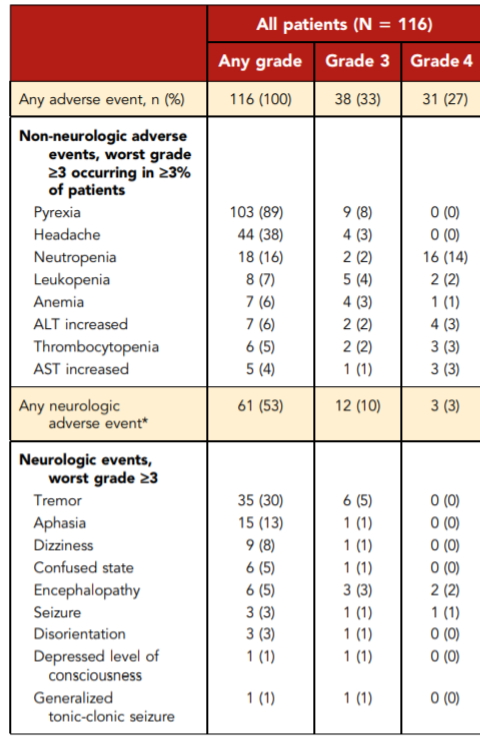 All patients (N = 116)
Any grade Grade 3 Grade 4
Any adverse event, n (%) 116 (100) 38 (33) 31 (27)
Non-neurologic adverse
events, worst grade
≥3 occurring in ≥3%
of patients
Pyrexia 103 (89) 9 (8) 0 (0)
Headache 44 (38) 4 (3) 0 (0)
Neutropenia 18 (16) 2 (2) 16 (14)
Leukopenia 8 (7) 5 (4) 2 (2)
Anemia 7 (6) 4 (3) 1 (1)
ALT increased 7 (6) 2 (2) 4 (3)
Thrombocytopenia 6 (5) 2 (2) 3 (3)
AST increased 5 (4) 1 (1) 3 (3)
Any neurologic 61 (53) 12 (10) 3 (3)
adverse event*
Neurologic events,
worst grade ≥3
Tremor 35 (30) 6 (5) 0 (0)
Aphasia 15 (13) 1 (1) 0 (0)
Dizziness 9 (8) 1 (1) 0 (0)
Confused state 6 (5) 1 (1) 0 (0)
Encephalopathy 6 (5) 3 (3) 2 (2)
Seizure 3 (3) 1 (1) 1 (1)
Disorientation 3 (3) 1 (1) 0 (0)
Depressed level of 1 (1) 1 (1) 0 (0)
consciousness
Generalized 1 (1) 1 (1) 0 (0)
tonic-clonic seizure